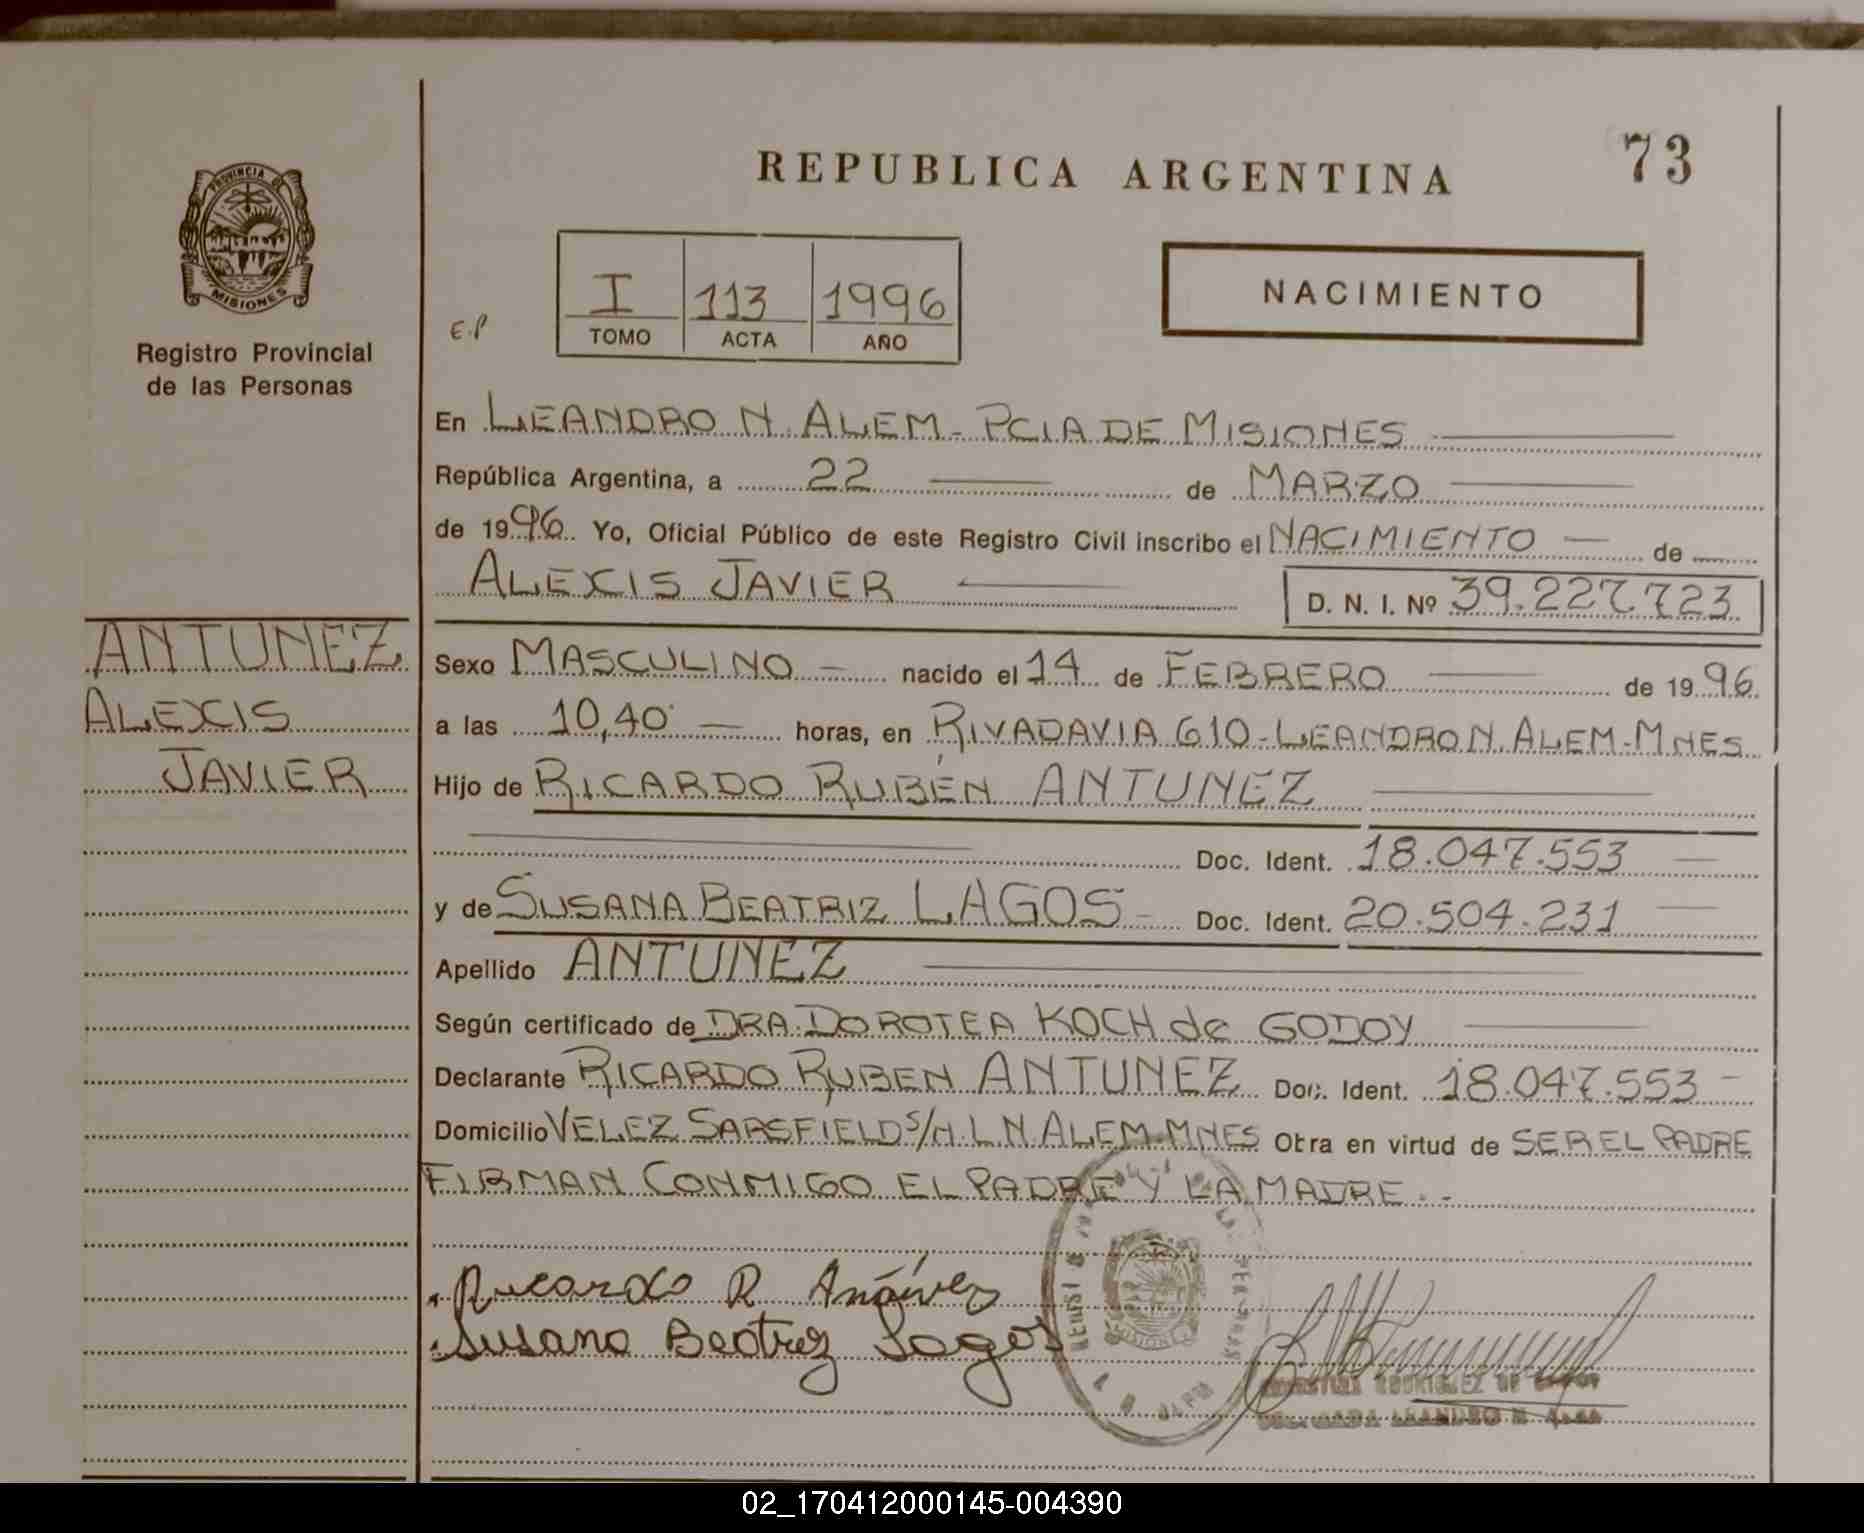 REPUBLICA ARGENTINA
73
PROVINCIA DE
MISIONES
Registro Provincial
de las Personas
E.P
I 113 1996
TOMO ACTA AÑO
NACIMIENTO
En LEANDRO N. ALEM - PCIA DE MISIONES
República Argentina, a 22 de MARZO
de 1996 Yo, Oficial Público de este Registro Civil inscribo el NACIMIENTO de
ALEXIS JAVIER D. N. I. Nº 39.227.723
ANTUNEZ
ALEXIS
JAVIER
Sexo MASCULINO nacido el 14 de FEBRERO de 1996
a las 10,40 horas, en RIVADAVIA 610 - LEANDRO N. ALEM - MNES
Hijo de RICARDO RUBÉN ANTUNEZ
Doc. Ident. 18.047.553
y de SUSANA BEATRIZ LAGOS Doc. Ident. 20.504.231
Apellido ANTUNEZ
Según certificado de DRA. DOROTEA KOCH de GODOY
Declarante RICARDO RUBEN ANTUNEZ Doc. Ident. 18.047.553
Domicilio VELEZ SARSFIELD S/N. L N. ALEM - MNES Obra en virtud de SER EL PADRE
FIRMAN CONMIGO EL PADRE Y LA MADRE. -
Ricardo R Antúnez
Susana Beatriz Lagos
RODRIGUEZ DE
LEANDRO N. ALEM
02_170412000145-004390